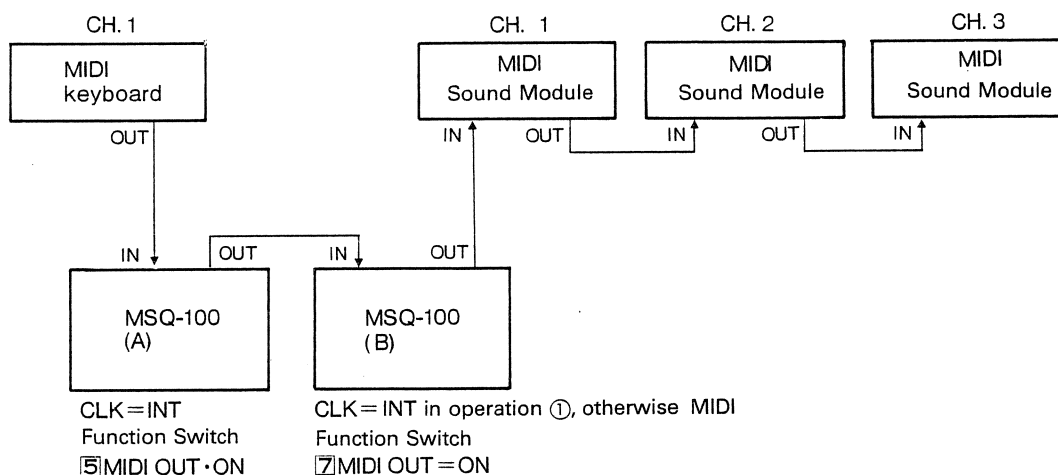 CH. 1
CH. 1
CH. 2
CH. 3
MIDI
keyboard
MIDI
Sound Module
MIDI
Sound Module
MIDI
Sound Module
OUT
IN
OUT
IN
OUT
IN
IN
OUT
IN
OUT
MSQ-100
(A)
MSQ-100
(B)
CLK=INT
Function Switch
5 MIDI OUT·ON
CLK=INT in operation ①, otherwise MIDI
Function Switch
7 MIDI OUT=ON